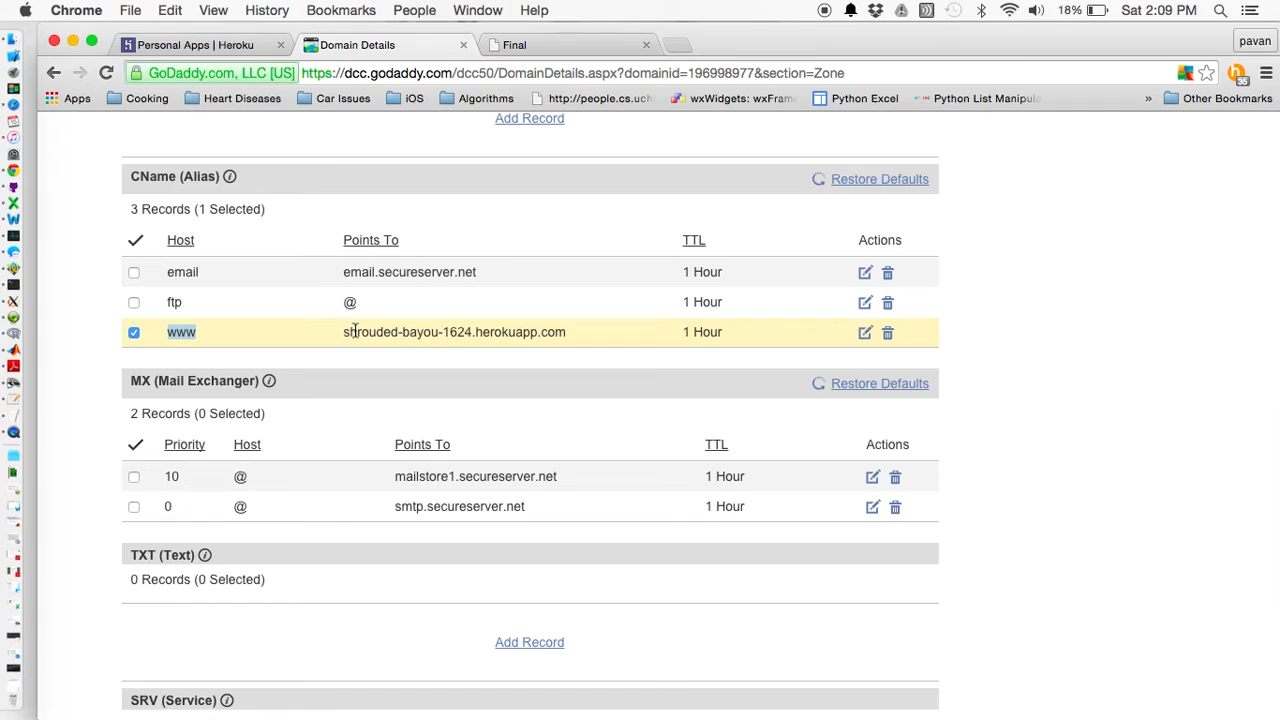 Chrome File Edit View History Bookmarks People Window Help 18% Sat 2:09 PM
Personal Apps | Heroku Domain Details Final pavan
GoDaddy.com, LLC [US] https://dcc.godaddy.com/dcc50/DomainDetails.aspx?domainid=196998977&section=Zone
Apps Cooking Heart Diseases Car Issues iOS Algorithms http://people.cs.uch wxWidgets: wxFram Python Excel Python List Manipula » Other Bookmarks
Add Record
CName (Alias) Restore Defaults
3 Records (1 Selected)
Host Points To TTL Actions
email email.secureserver.net 1 Hour
ftp @ 1 Hour
www shrouded-bayou-1624.herokuapp.com 1 Hour
MX (Mail Exchanger) Restore Defaults
2 Records (0 Selected)
Priority Host Points To TTL Actions
10 @ mailstore1.secureserver.net 1 Hour
0 @ smtp.secureserver.net 1 Hour
TXT (Text)
0 Records (0 Selected)
Add Record
SRV (Service)